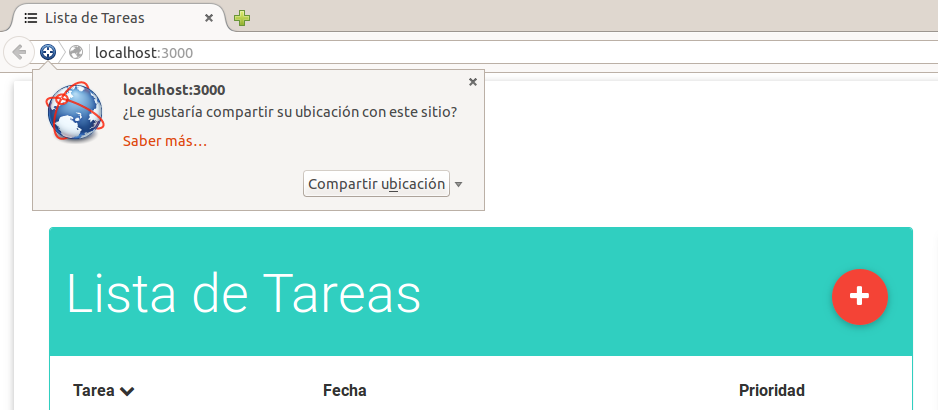 Lista de Tareas
localhost:3000
localhost:3000
¿Le gustaría compartir su ubicación con este sitio?
Saber más...
Compartir ubicación
Lista de Tareas
Tarea Fecha Prioridad